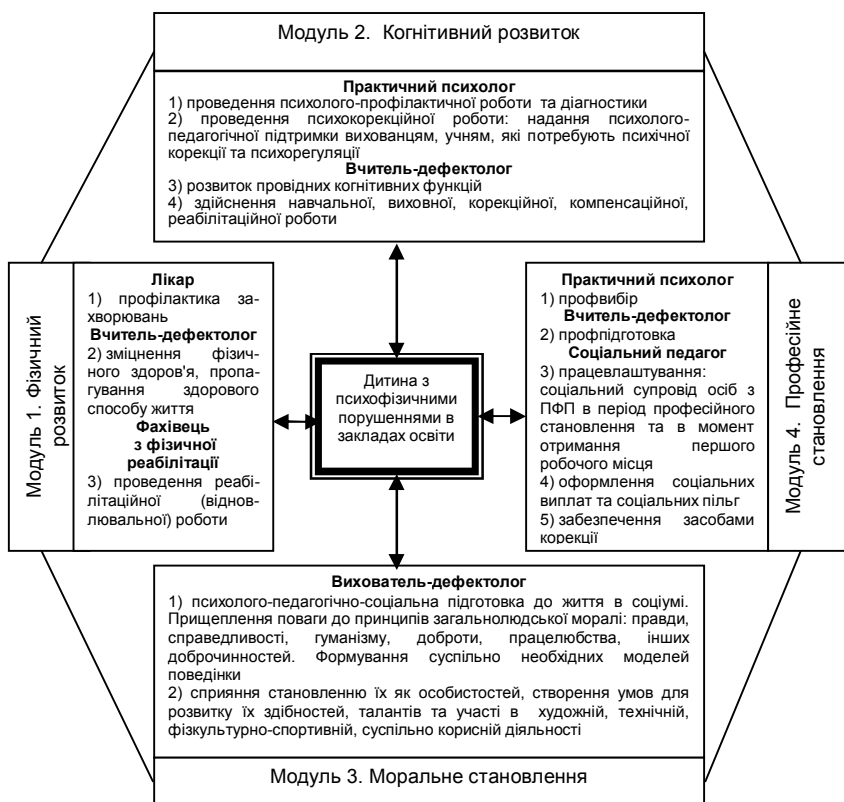 Модуль 2. Когнітивний розвиток
Практичний психолог
1) проведення психолого-профілактичної роботи та діагностики
2) проведення психокорекційної роботи: надання психолого-
педагогічної підтримки вихованцям, учням, які потребують психічної
корекції та психорегуляції
Вчитель-дефектолог
3) розвиток провідних когнітивних функцій
4) здійснення навчальної, виховної, корекційної, компенсаційної,
реабілітаційної роботи
Модуль 1. Фізичний
розвиток
Лікар
1) профілактика за-
хворювань
Вчитель-дефектолог
2) зміцнення фізич-
ного здоров'я, пропа-
гування здорового
способу життя
Фахівець
з фізичної
реабілітації
3) проведення реабі-
літаційної (віднов-
лювальної) роботи
Дитина з
психофізичними
порушеннями в
закладах освіти
Практичний психолог
1) профвибір
Вчитель-дефектолог
2) профпідготовка
Соціальний педагог
3) працевлаштування:
соціальний супровід осіб з
ПФП в період професійного
становлення та в момент
отримання першого
робочого місця
4) оформлення соціальних
виплат та соціальних пільг
5) забезпечення засобами
корекції
Модуль 4. Професійне
становлення
Вихователь-дефектолог
1) психолого-педагогічно-соціальна підготовка до життя в соціумі.
Прищеплення поваги до принципів загальнолюдської моралі: правди,
справедливості, гуманізму, доброти, працелюбства, інших
доброчинностей. Формування суспільно необхідних моделей
поведінки
2) сприяння становленню їх як особистостей, створення умов для
розвитку їх здібностей, талантів та участі в художній, технічній,
фізкультурно-спортивній, суспільно корисній діяльності
Модуль 3. Моральне становлення